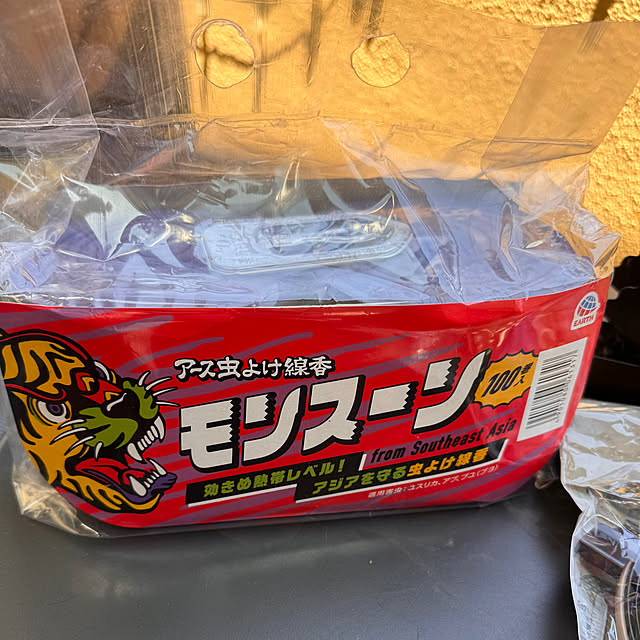 EARTH
アース虫よけ線香
モンスーン
100巻入
from Southeast Asia
効きめ熱帯レベル!
アジアを守る虫よけ線香
適用害虫:ユスリカ、アブ、ブユ(ブヨ)